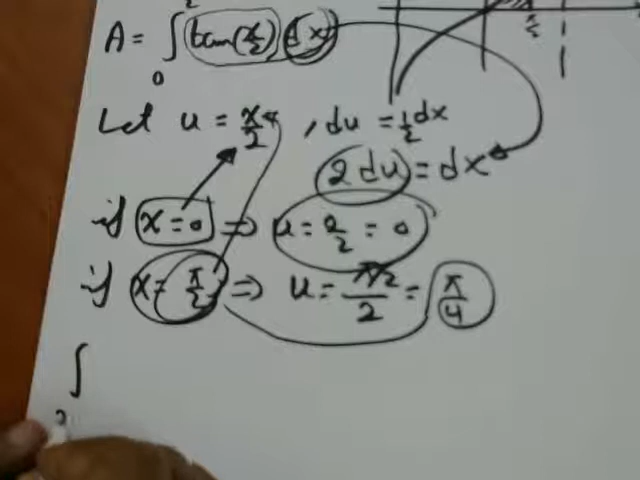 A = ∫₀ tan(x/2) dx
Let u = x/2 , du = 1/2 dx
2 du = dx
if x = 0 ⇒ u = 0/2 = 0
if x = π/2 ⇒ u = π/2/2 = π/4
∫